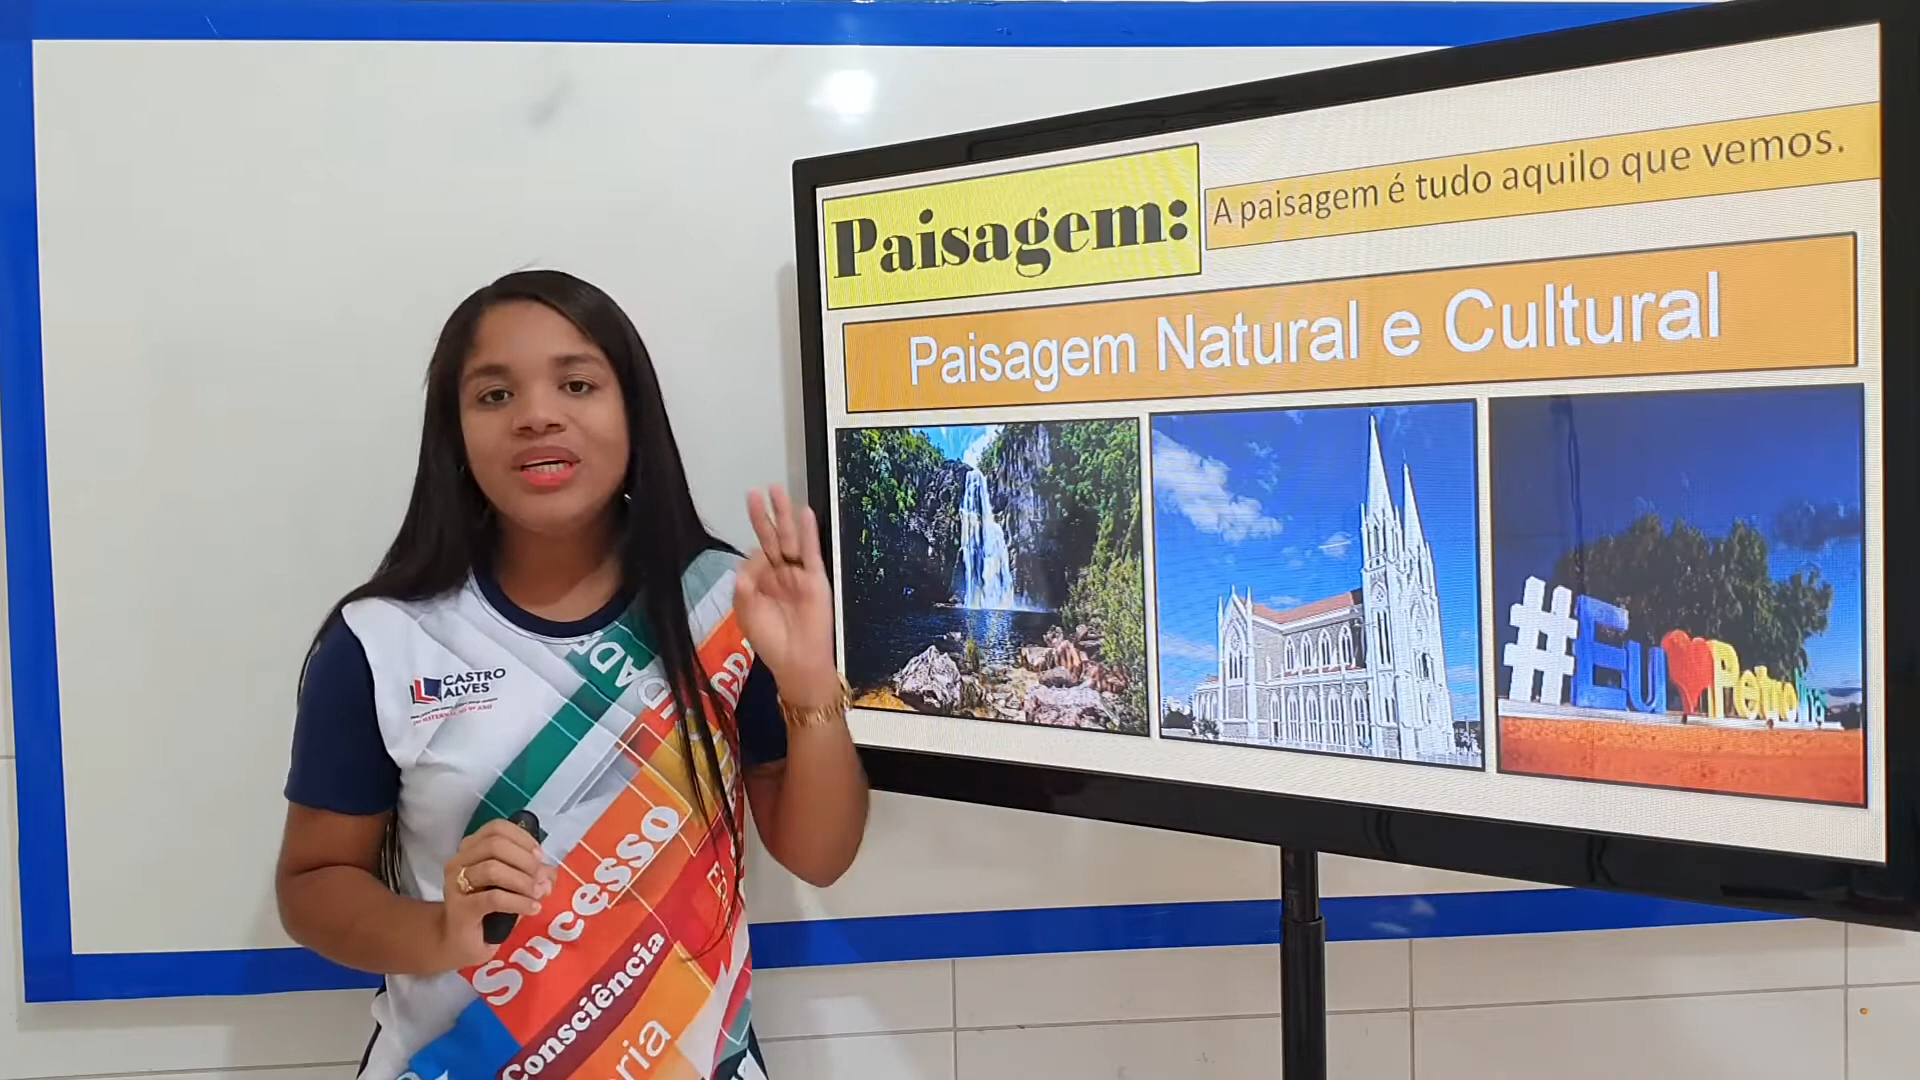 Paisagem:
A paisagem é tudo aquilo que vemos.
Paisagem Natural e Cultural
#Eu Petrolina
CASTRO
ALVES
Sucesso
Consciência